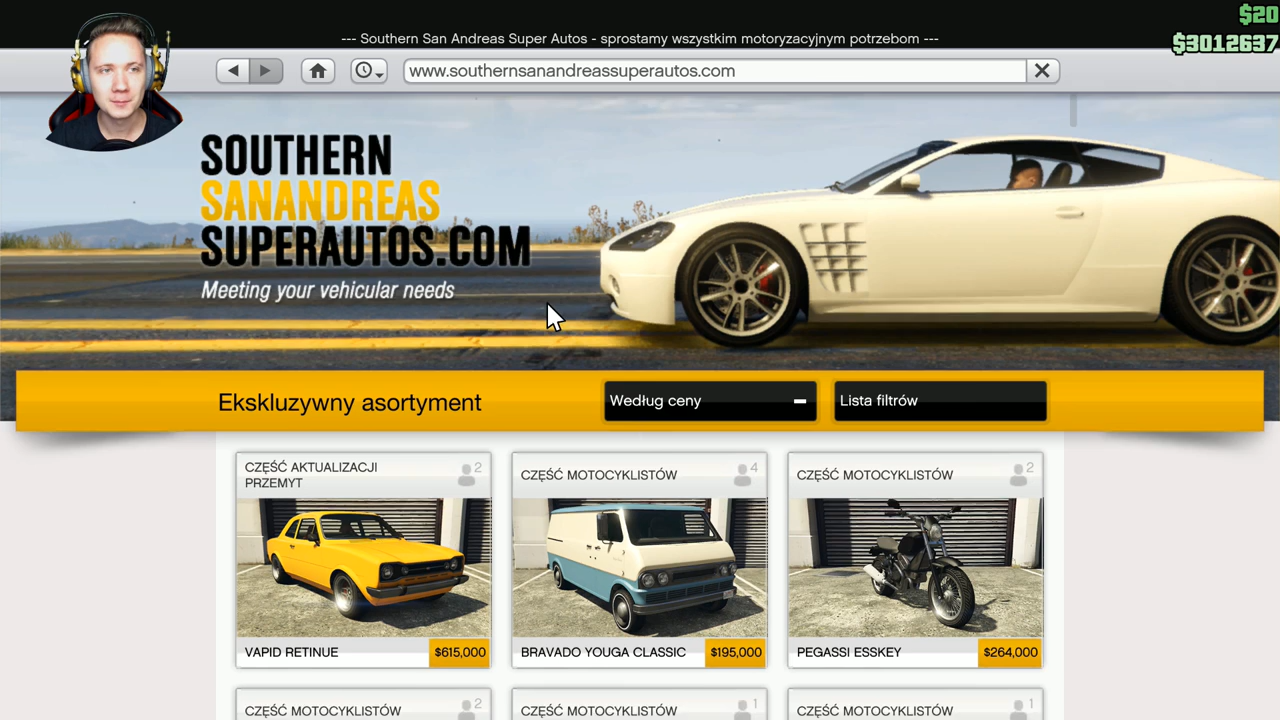 $20
$3012637
--- Southern San Andreas Super Autos - sprostamy wszystkim motoryzacyjnym potrzebom ---
www.southernsanandreassuperautos.com
SOUTHERN
SANANDREAS
SUPERAUTOS.COM
Meeting your vehicular needs
Ekskluzywny asortyment
Według ceny
Lista filtrów
CZĘŚĆ AKTUALIZACJI
PRZEMYT
2
CZĘŚĆ MOTOCYKLISTÓW
4
CZĘŚĆ MOTOCYKLISTÓW
2
VAPID RETINUE
$615,000
BRAVADO YOUGA CLASSIC
$195,000
PEGASSI ESSKEY
$264,000
CZĘŚĆ MOTOCYKLISTÓW
2
CZĘŚĆ MOTOCYKLISTÓW
1
CZĘŚĆ MOTOCYKLISTÓW
1